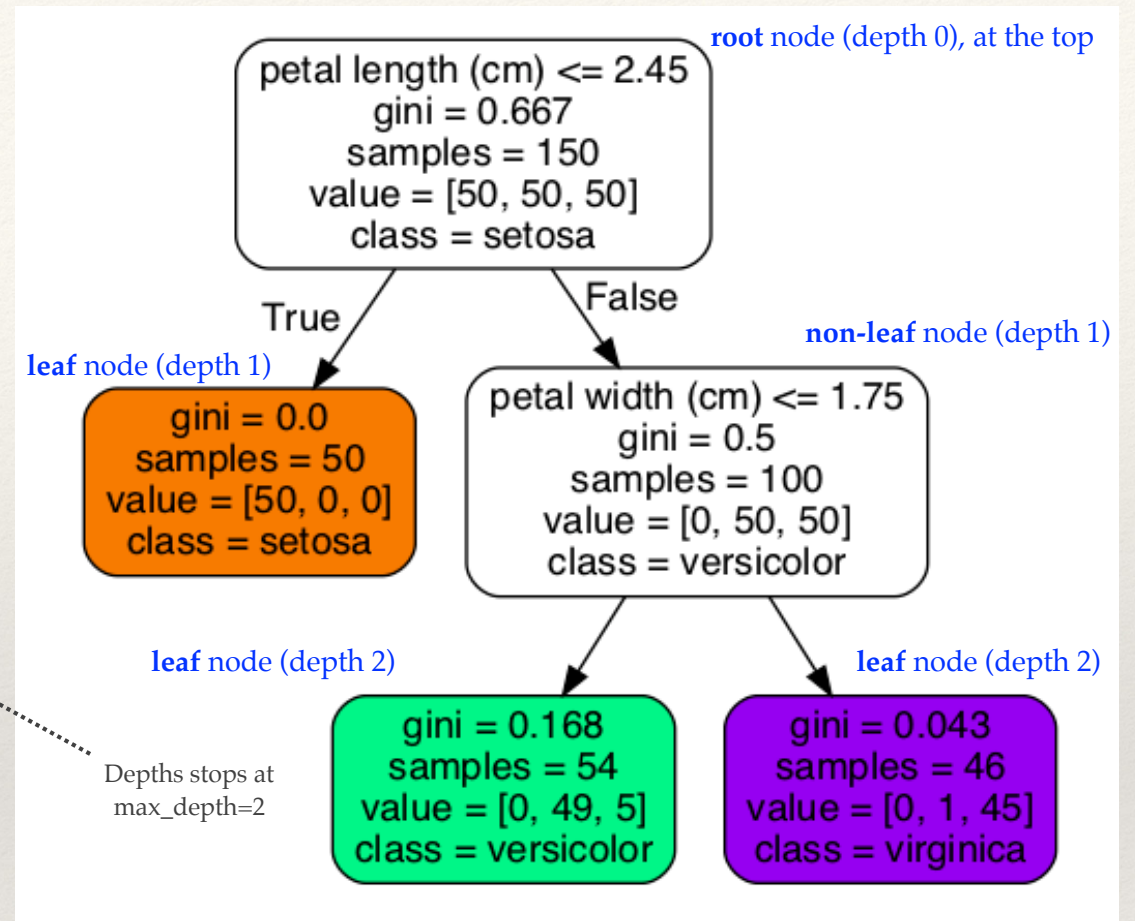 root node (depth 0), at the top
petal length (cm) <= 2.45
gini = 0.667
samples = 150
value = [50, 50, 50]
class = setosa
True
False
leaf node (depth 1)
non-leaf node (depth 1)
gini = 0.0
samples = 50
value = [50, 0, 0]
class = setosa
petal width (cm) <= 1.75
gini = 0.5
samples = 100
value = [0, 50, 50]
class = versicolor
leaf node (depth 2)
leaf node (depth 2)
Depths stops at
max_depth=2
gini = 0.168
samples = 54
value = [0, 49, 5]
class = versicolor
gini = 0.043
samples = 46
value = [0, 1, 45]
class = virginica